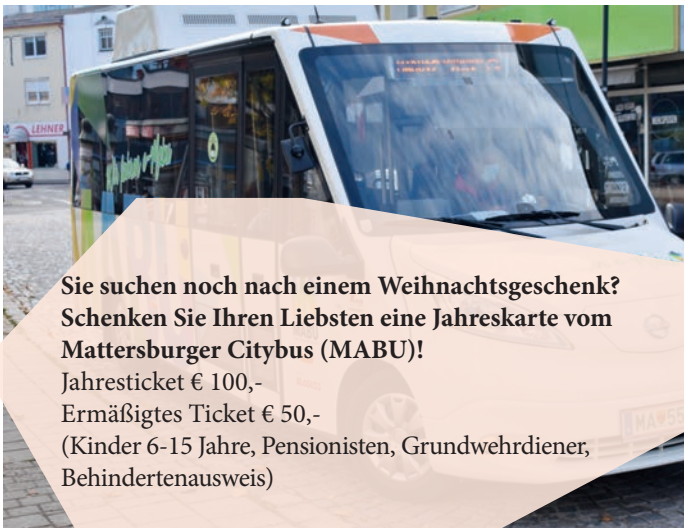 LEHNER
Sie suchen noch nach einem Weihnachtsgeschenk?
Schenken Sie Ihren Liebsten eine Jahreskarte vom
Mattersburger Citybus (MABU)!
Jahresticket € 100,-
Ermäßigtes Ticket € 50,-
(Kinder 6-15 Jahre, Pensionisten, Grundwehrdiener,
Behindertenausweis)